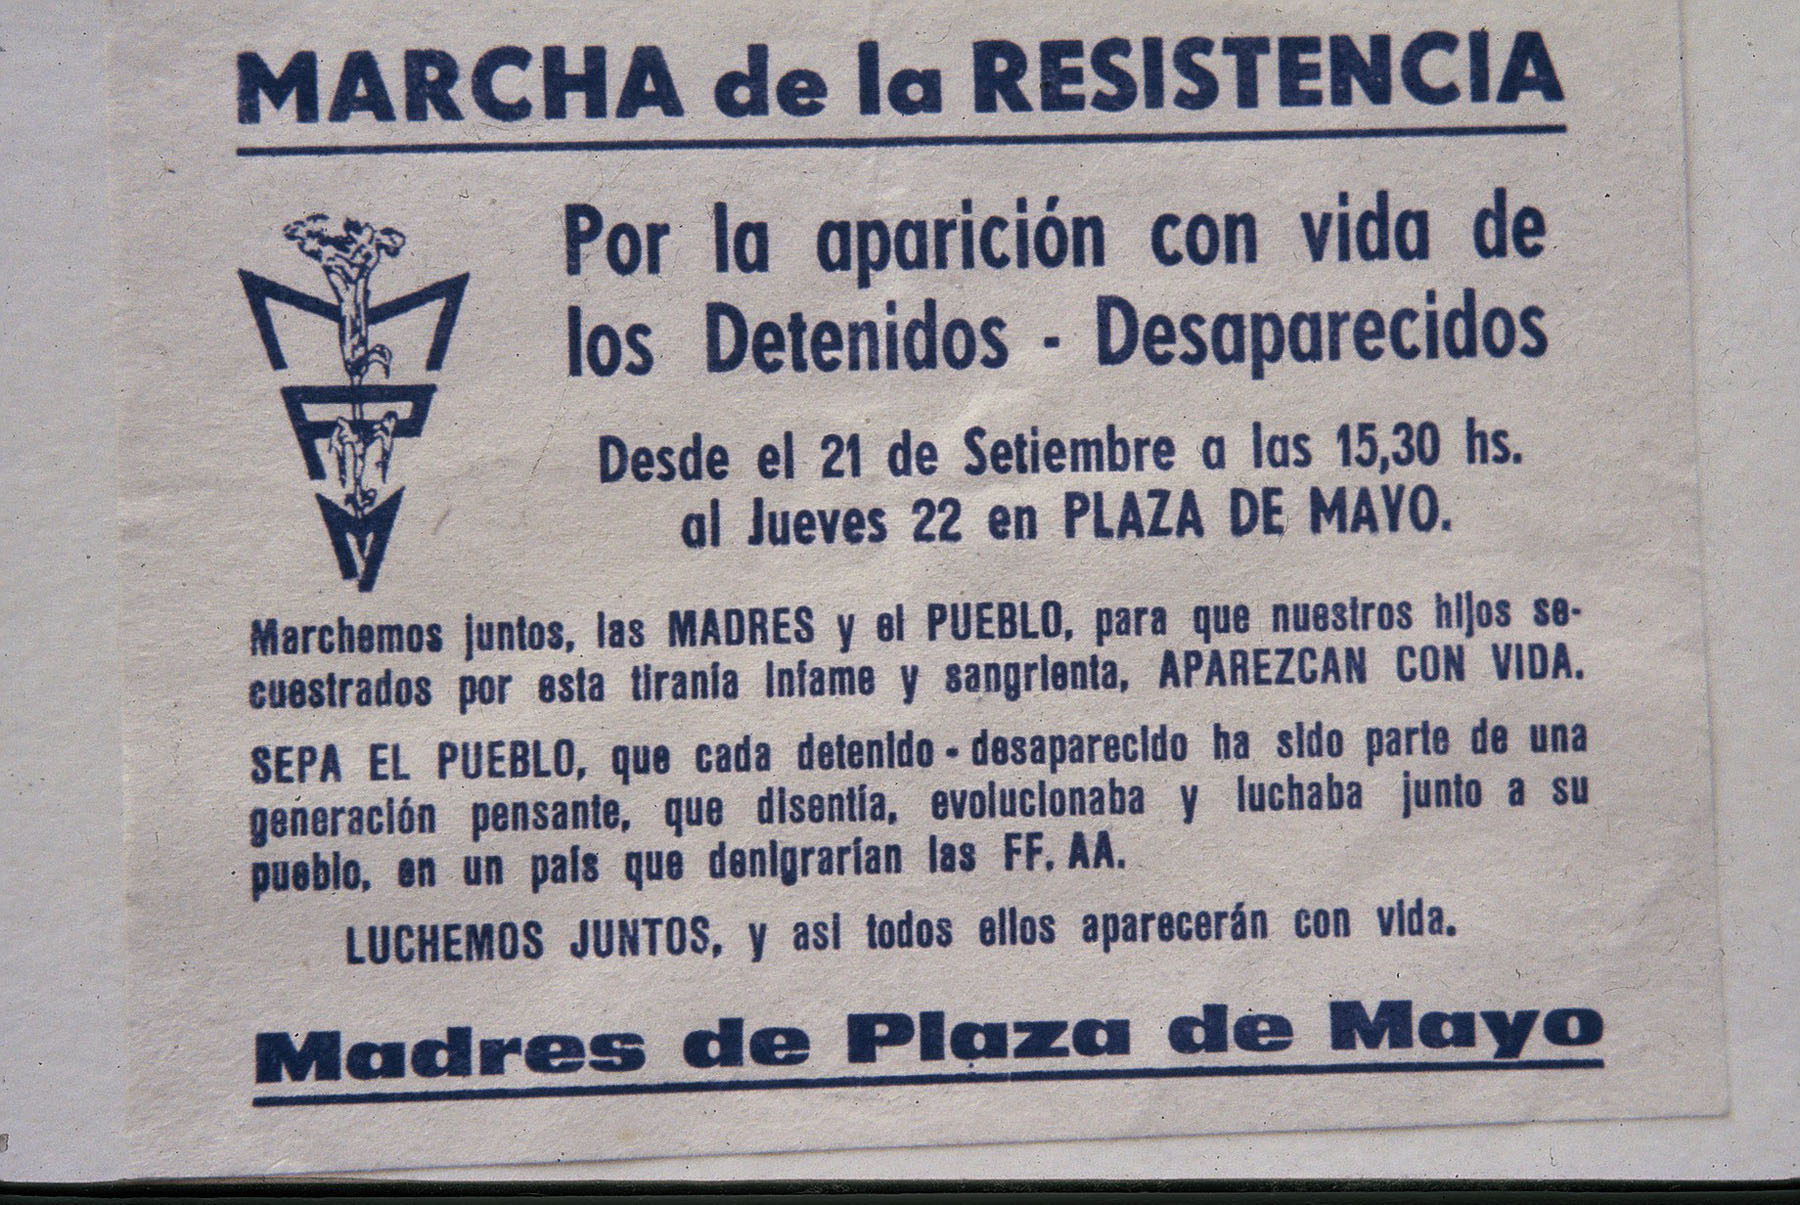 MARCHA de la RESISTENCIA
Por la aparición con vida de
los Detenidos - Desaparecidos
Desde el 21 de Setiembre a las 15,30 hs.
al Jueves 22 en PLAZA DE MAYO.
M
P
M
Marchemos juntos, las MADRES y el PUEBLO, para que nuestros hijos se-
cuestrados por esta tiranía infame y sangrienta, APAREZCAN CON VIDA.
SEPA EL PUEBLO, que cada detenido - desaparecido ha sido parte de una
generación pensante, que disentía, evolucionaba y luchaba junto a su
pueblo, en un país que denigrarían las FF. AA.
LUCHEMOS JUNTOS, y asi todos ellos aparecerán con vida.
Madres de Plaza de Mayo